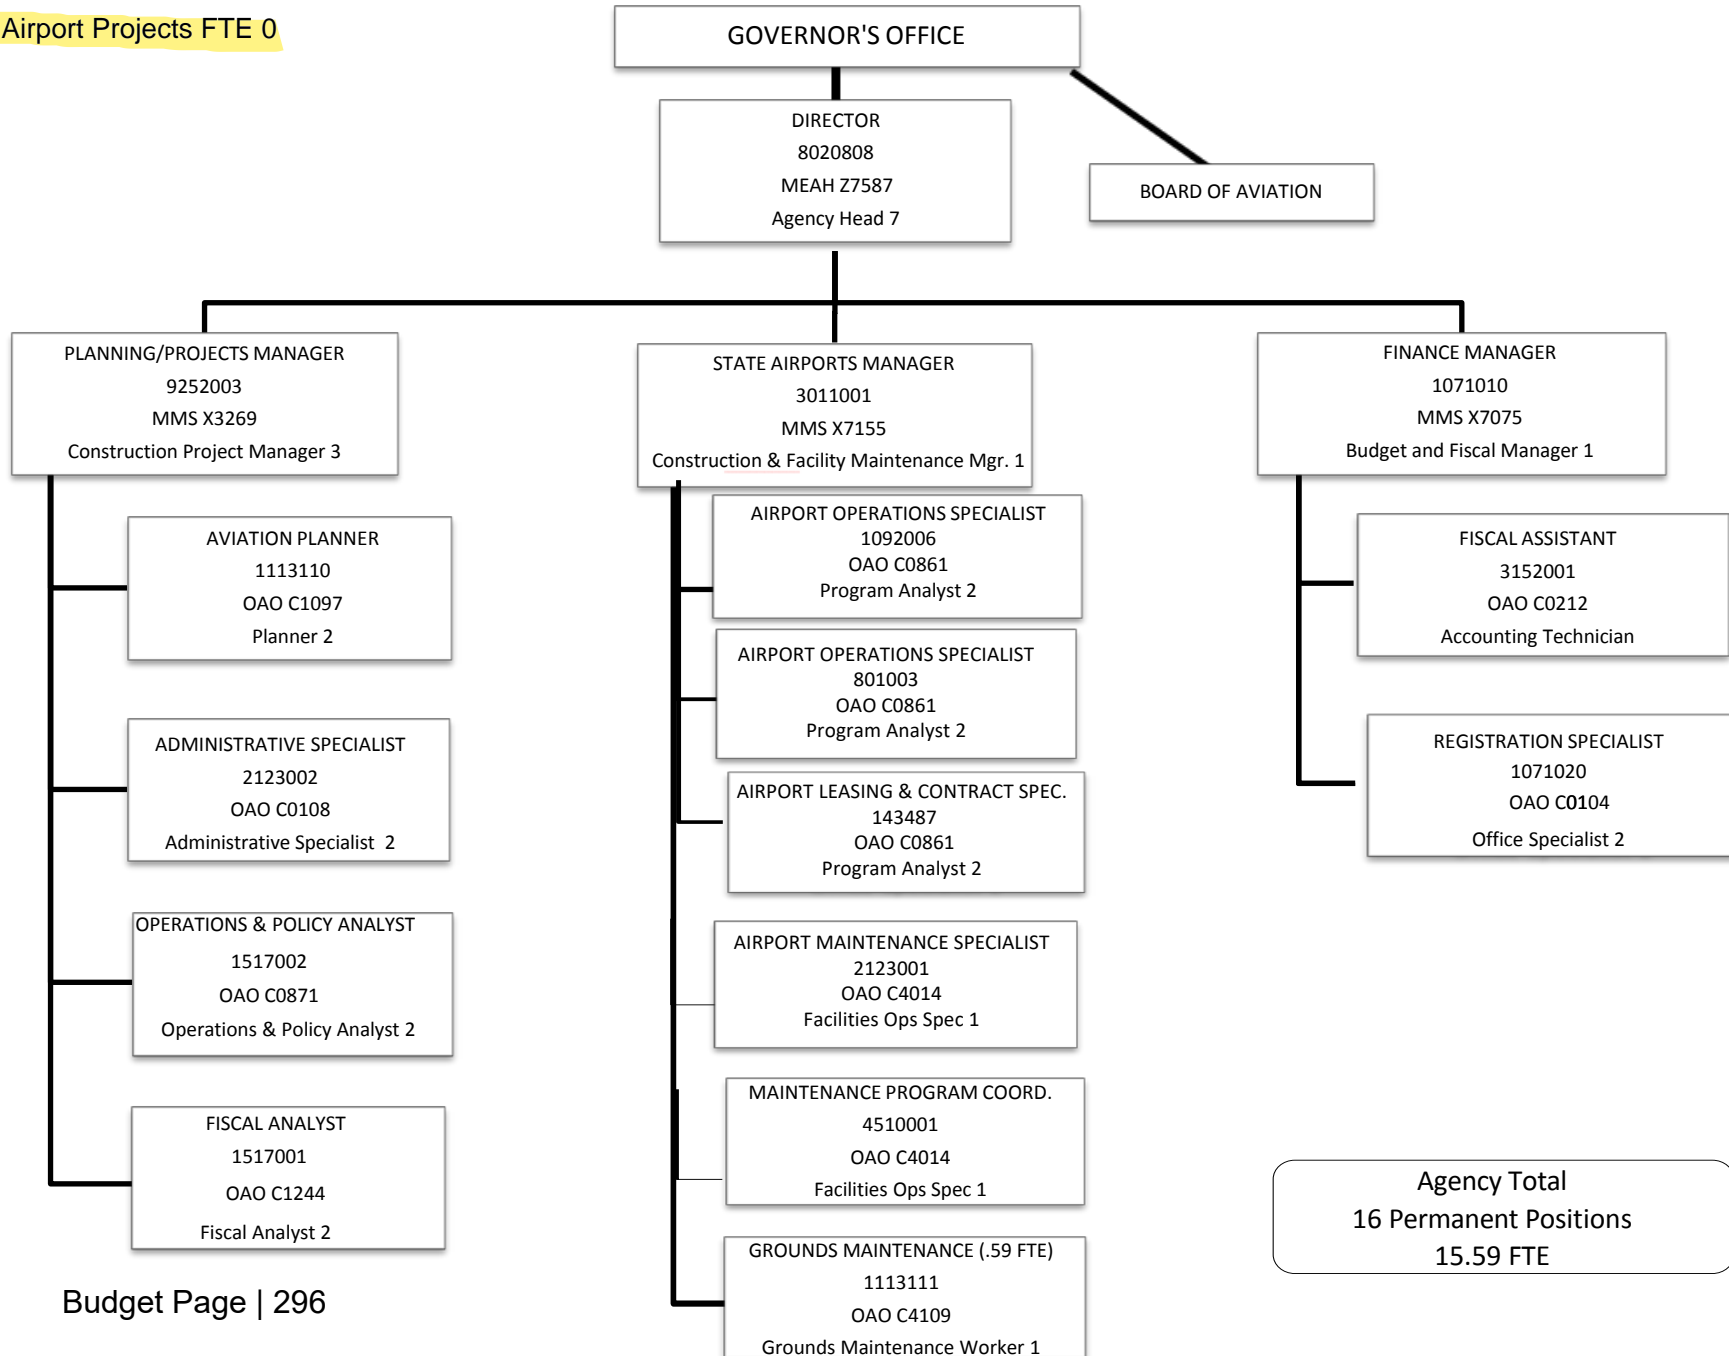 Airport Projects FTE 0
GOVERNOR'S OFFICE
DIRECTOR
8020808
MEAH Z7587
Agency Head 7
BOARD OF AVIATION
PLANNING/PROJECTS MANAGER
9252003
MMS X3269
Construction Project Manager 3
AVIATION PLANNER
1113110
OAO C1097
Planner 2
ADMINISTRATIVE SPECIALIST
2123002
OAO C0108
Administrative Specialist 2
OPERATIONS & POLICY ANALYST
1517002
OAO C0871
Operations & Policy Analyst 2
FISCAL ANALYST
1517001
OAO C1244
Fiscal Analyst 2
STATE AIRPORTS MANAGER
3011001
MMS X7155
Construction & Facility Maintenance Mgr. 1
AIRPORT OPERATIONS SPECIALIST
1092006
OAO C0861
Program Analyst 2
AIRPORT OPERATIONS SPECIALIST
801003
OAO C0861
Program Analyst 2
AIRPORT LEASING & CONTRACT SPEC.
143487
OAO C0861
Program Analyst 2
AIRPORT MAINTENANCE SPECIALIST
2123001
OAO C4014
Facilities Ops Spec 1
MAINTENANCE PROGRAM COORD.
4510001
OAO C4014
Facilities Ops Spec 1
GROUNDS MAINTENANCE (.59 FTE)
1113111
OAO C4109
Grounds Maintenance Worker 1
FINANCE MANAGER
1071010
MMS X7075
Budget and Fiscal Manager 1
FISCAL ASSISTANT
3152001
OAO C0212
Accounting Technician
REGISTRATION SPECIALIST
1071020
OAO C0104
Office Specialist 2
Agency Total
16 Permanent Positions
15.59 FTE
Budget Page | 296